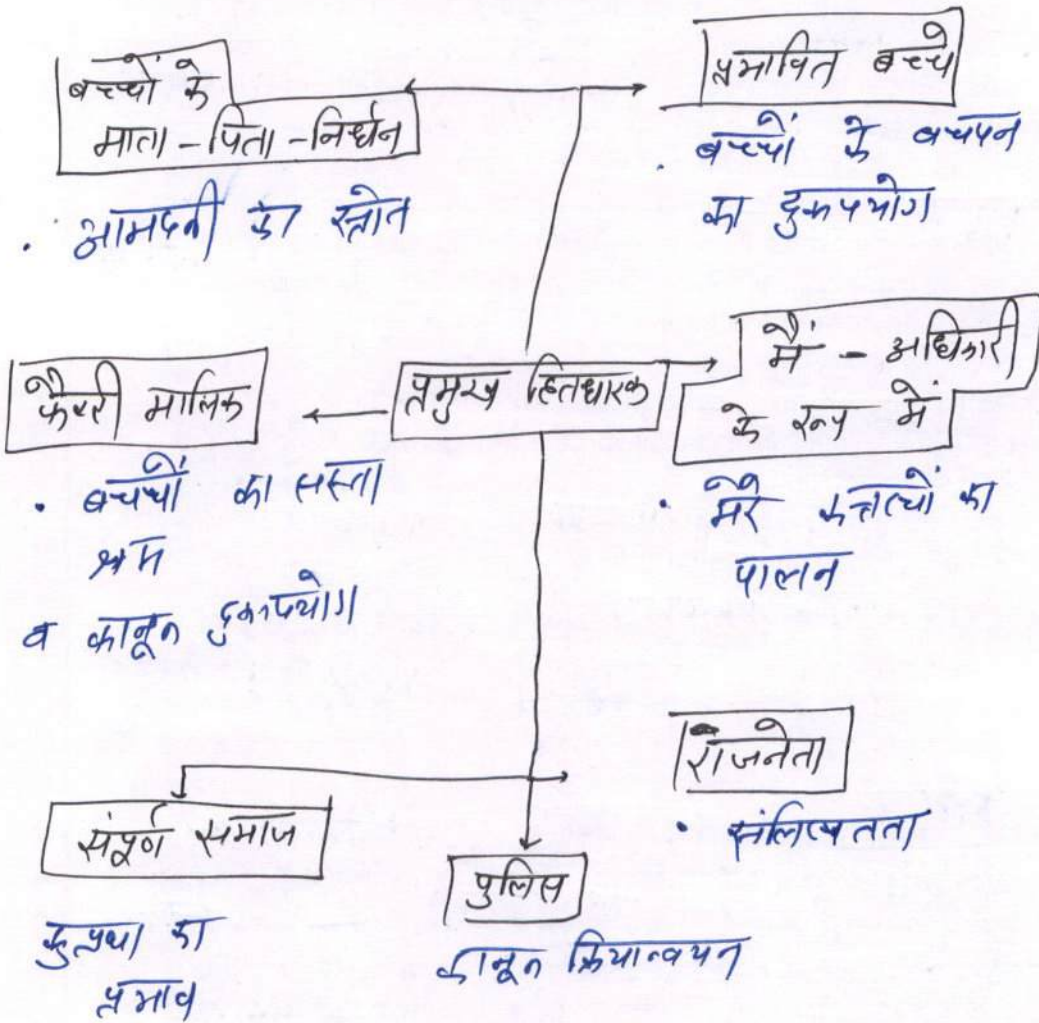 बच्चों के
माता - पिता - निर्धन
. आमदनी का स्त्रोत
प्रभावित बच्चे
. बच्चों के बचपन
का दुरूपयोग
फैक्ट्री मालिक
. बच्चों का सस्ता
श्रम
व कानून दुरूपयोग
प्रमुख हितधारक
मैं - अधिकारी
के रूप में
. मेरे कर्त्तव्यों का
पालन
संपूर्ण समाज
कुप्रथा का
प्रभाव
पुलिस
कानून क्रियान्वयन
राजनेता
. संलिप्तता